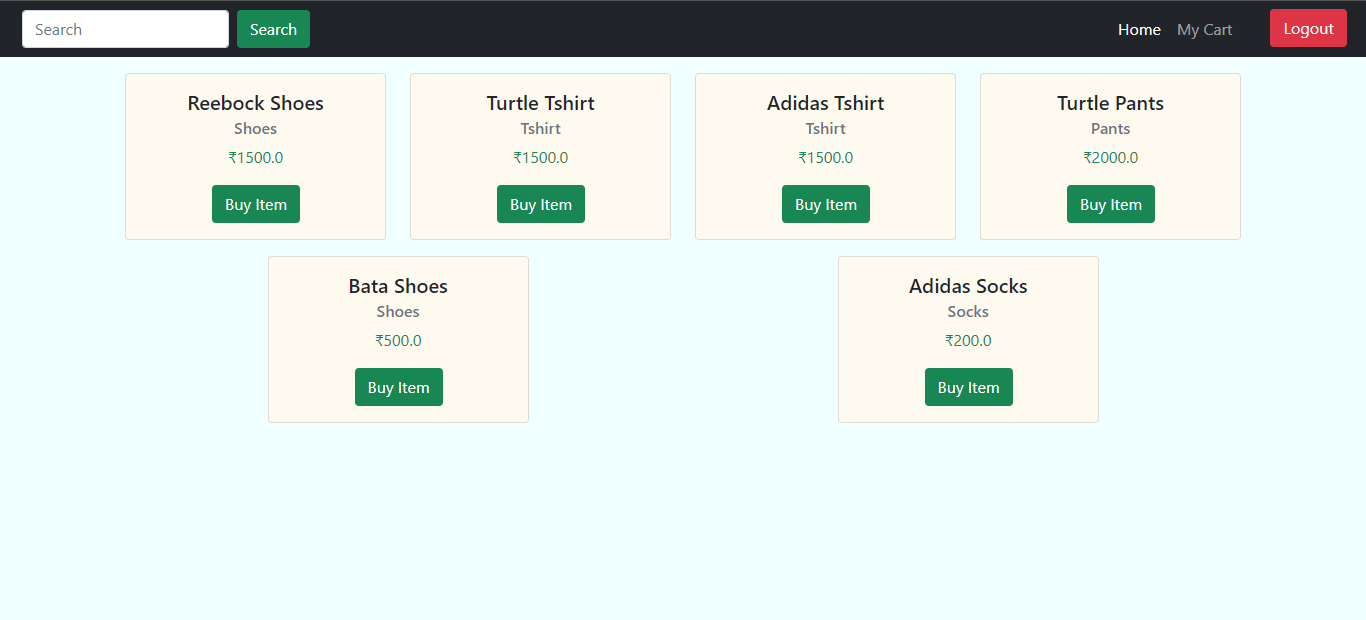 Search Search Home My Cart Logout
Reebock Shoes
Shoes
₹1500.0
Buy Item
Turtle Tshirt
Tshirt
₹1500.0
Buy Item
Adidas Tshirt
Tshirt
₹1500.0
Buy Item
Turtle Pants
Pants
₹2000.0
Buy Item
Bata Shoes
Shoes
₹500.0
Buy Item
Adidas Socks
Socks
₹200.0
Buy Item